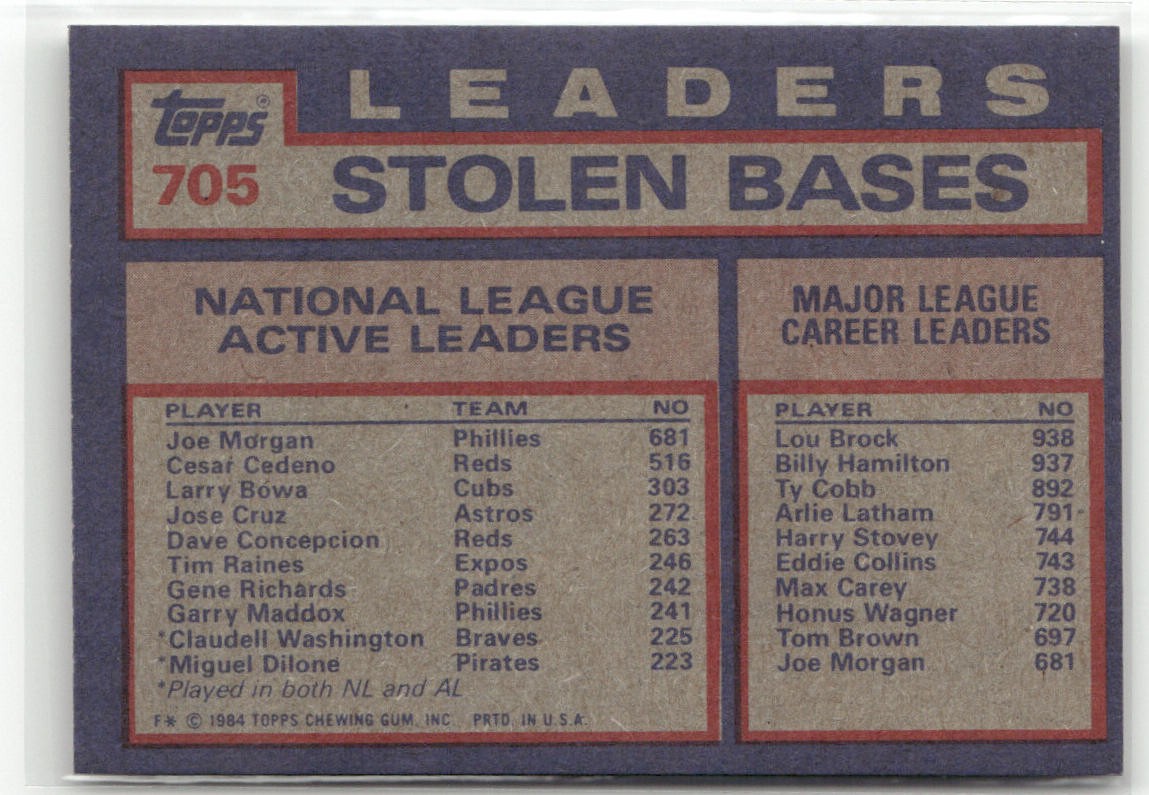 LEADERS
Topps®
705
STOLEN BASES
NATIONAL LEAGUE
ACTIVE LEADERS
PLAYER TEAM NO
Joe Morgan Phillies 681
Cesar Cedeno Reds 516
Larry Bowa Cubs 303
Jose Cruz Astros 272
Dave Concepcion Reds 263
Tim Raines Expos 246
Gene Richards Padres 242
Garry Maddox Phillies 241
*Claudell Washington Braves 225
*Miguel Dilone Pirates 223
*Played in both NL and AL
F* © 1984 TOPPS CHEWING GUM, INC. PRTD. IN U.S.A.
MAJOR LEAGUE
CAREER LEADERS
PLAYER NO
Lou Brock 938
Billy Hamilton 937
Ty Cobb 892
Arlie Latham 791
Harry Stovey 744
Eddie Collins 743
Max Carey 738
Honus Wagner 720
Tom Brown 697
Joe Morgan 681